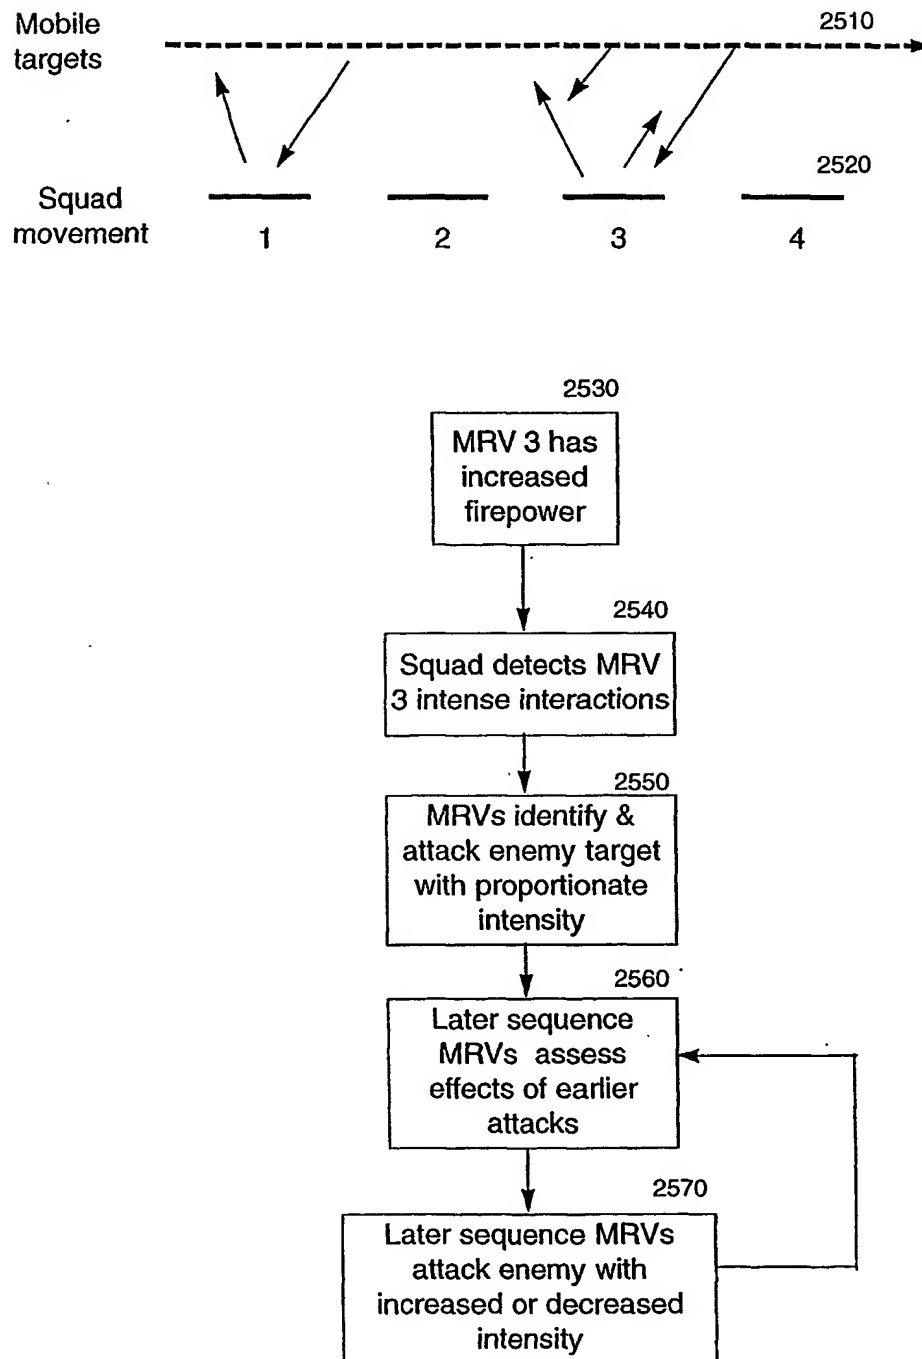 Mobile
targets
2510
Squad
movement
2520
1 2 3 4
2530
MRV 3 has
increased
firepower
2540
Squad detects MRV
3 intense interactions
2550
MRVs identify &
attack enemy target
with proportionate
intensity
2560
Later sequence
MRVs assess
effects of earlier
attacks
2570
Later sequence MRVs
attack enemy with
increased or decreased
intensity